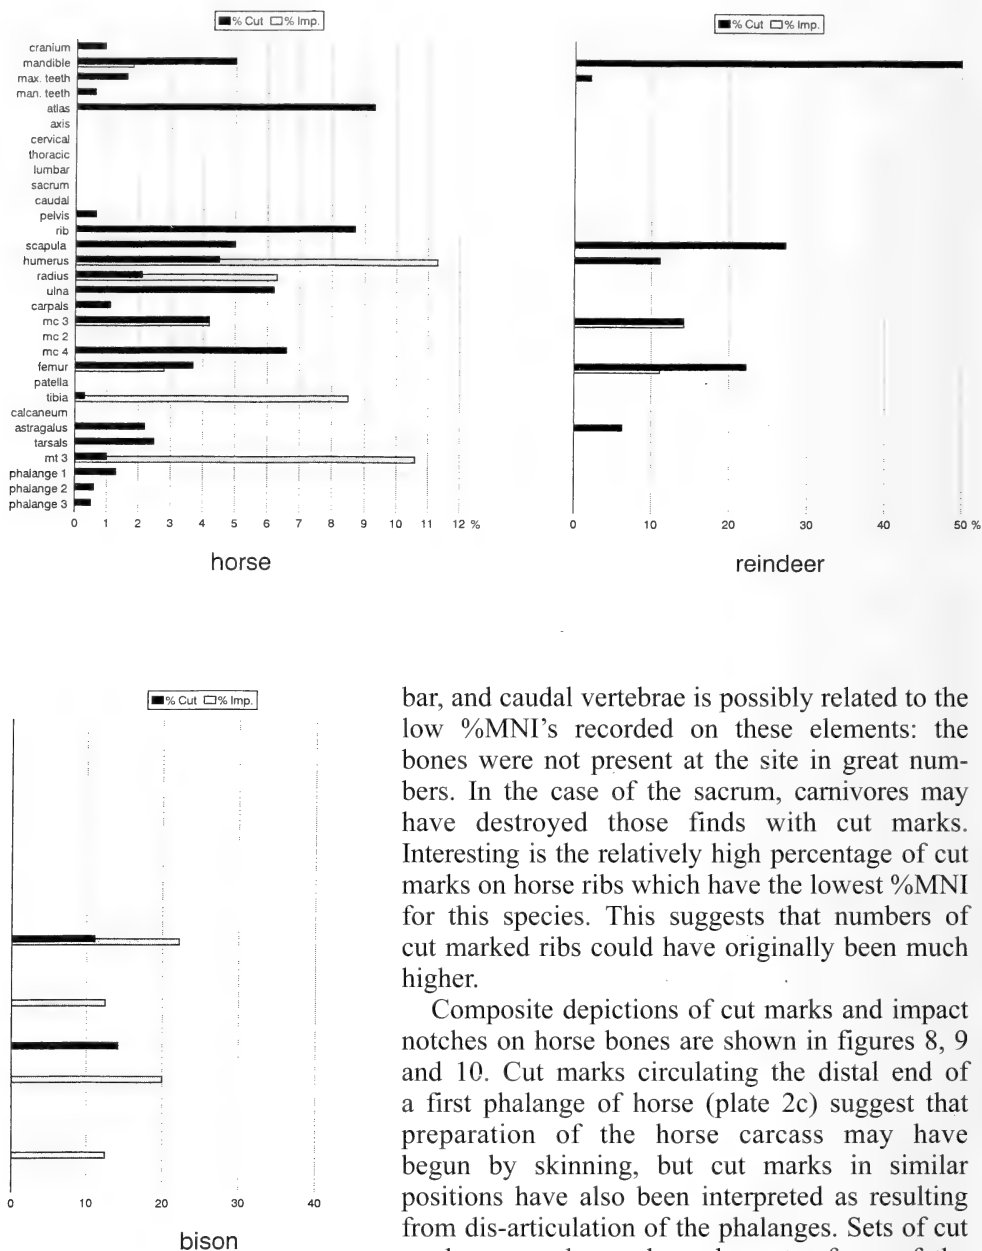 % Cut % Imp.
% Cut % Imp.
cranium
mandible
max. teeth
man. teeth
atlas
axis
cervical
thoracic
lumbar
sacrum
caudal
pelvis
rib
scapula
humerus
radius
ulna
carpals
mc 3
mc 2
mc 4
femur
patella
tibia
calcaneum
astragalus
tarsals
mt 3
phalange 1
phalange 2
phalange 3
0 1 2 3 4 5 6 7 8 9 10 11 12 %
0 10 20 30 40 50 %
horse
reindeer
% Cut % Imp.
0 10 20 30 40
bison
bar, and caudal vertebrae is possibly related to the
low %MNI's recorded on these elements: the
bones were not present at the site in great num-
bers. In the case of the sacrum, carnivores may
have destroyed those finds with cut marks.
Interesting is the relatively high percentage of cut
marks on horse ribs which have the lowest %MNI
for this species. This suggests that numbers of
cut marked ribs could have originally been much
higher.
Composite depictions of cut marks and impact
notches on horse bones are shown in figures 8, 9
and 10. Cut marks circulating the distal end of
a first phalange of horse (plate 2c) suggest that
preparation of the horse carcass may have
begun by skinning, but cut marks in similar
positions have also been interpreted as resulting
from dis-articulation of the phalanges. Sets of cut